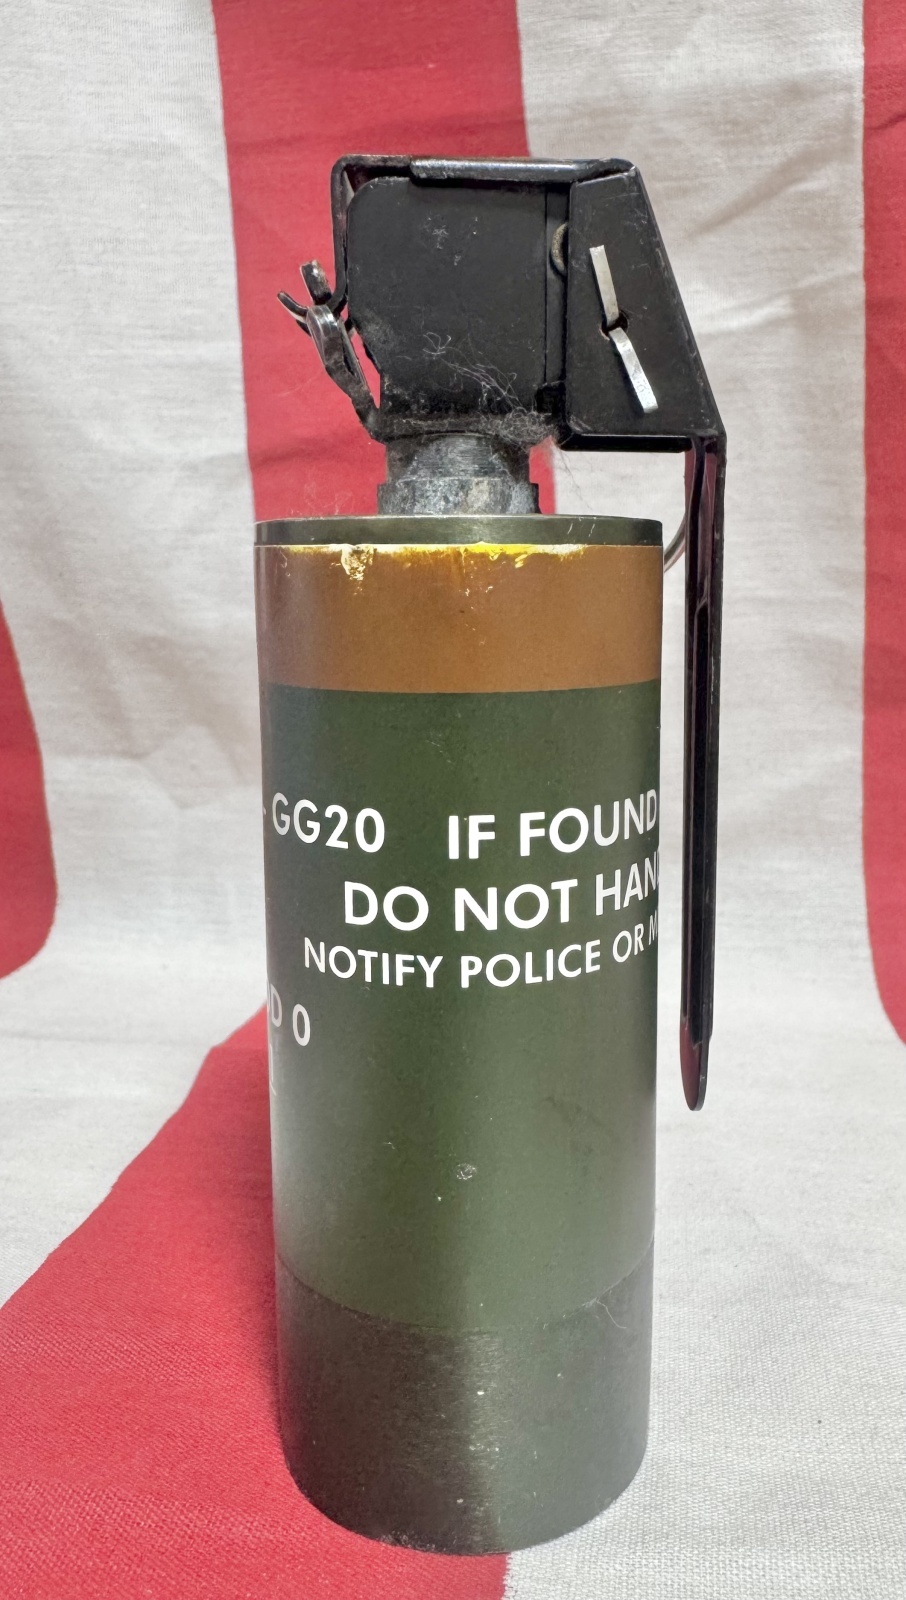 - GG20 IF FOUND
DO NOT HAN
NOTIFY POLICE OR M
D 0